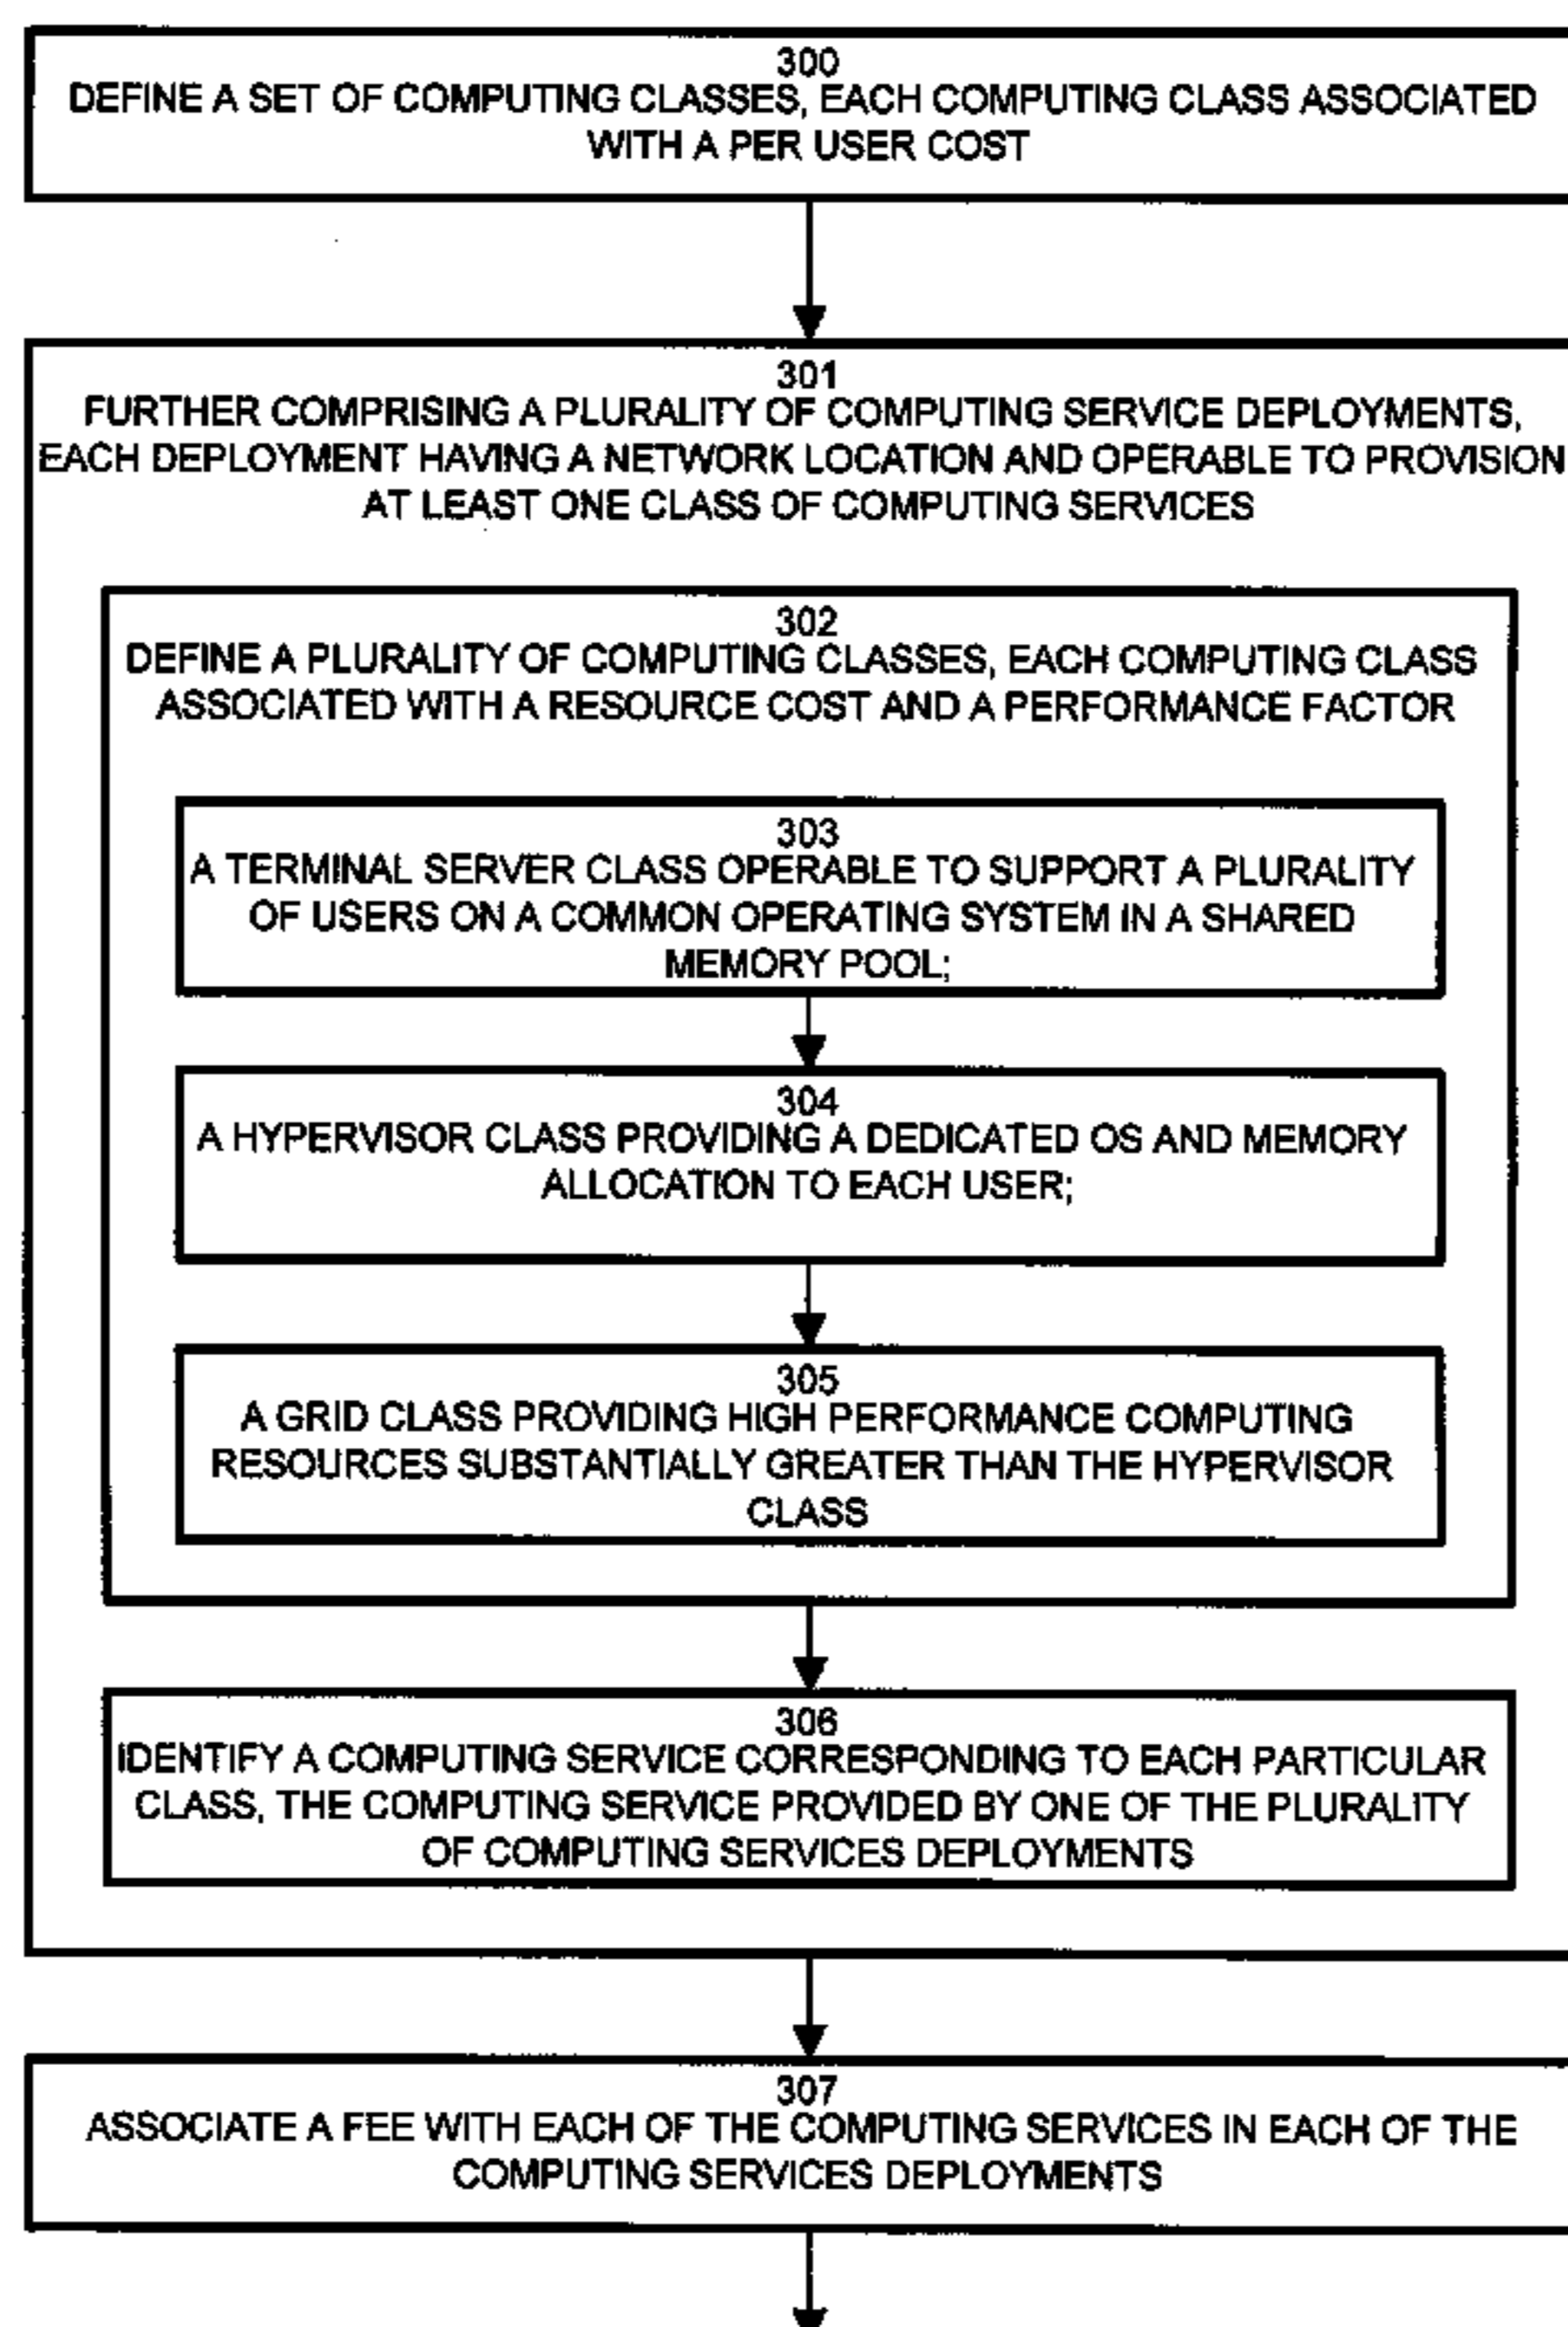 300
DEFINE A SET OF COMPUTING CLASSES, EACH COMPUTING CLASS ASSOCIATED
WITH A PER USER COST
301
FURTHER COMPRISING A PLURALITY OF COMPUTING SERVICE DEPLOYMENTS,
EACH DEPLOYMENT HAVING A NETWORK LOCATION AND OPERABLE TO PROVISION
AT LEAST ONE CLASS OF COMPUTING SERVICES
302
DEFINE A PLURALITY OF COMPUTING CLASSES, EACH COMPUTING CLASS
ASSOCIATED WITH A RESOURCE COST AND A PERFORMANCE FACTOR
303
A TERMINAL SERVER CLASS OPERABLE TO SUPPORT A PLURALITY
OF USERS ON A COMMON OPERATING SYSTEM IN A SHARED
MEMORY POOL;
304
A HYPERVISOR CLASS PROVIDING A DEDICATED OS AND MEMORY
ALLOCATION TO EACH USER;
305
A GRID CLASS PROVIDING HIGH PERFORMANCE COMPUTING
RESOURCES SUBSTANTIALLY GREATER THAN THE HYPERVISOR
CLASS
306
IDENTIFY A COMPUTING SERVICE CORRESPONDING TO EACH PARTICULAR
CLASS, THE COMPUTING SERVICE PROVIDED BY ONE OF THE PLURALITY
OF COMPUTING SERVICES DEPLOYMENTS
307
ASSOCIATE A FEE WITH EACH OF THE COMPUTING SERVICES IN EACH OF THE
COMPUTING SERVICES DEPLOYMENTS